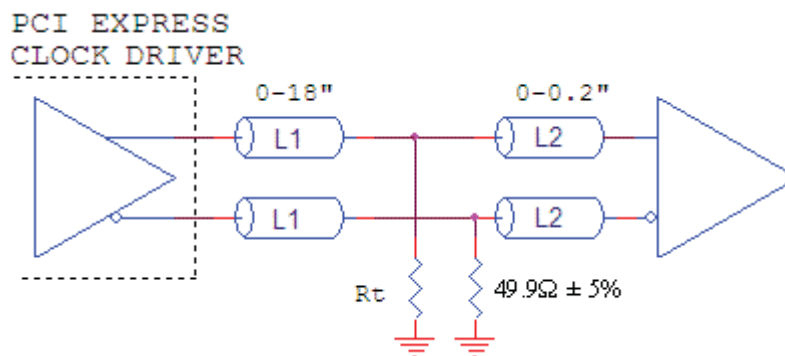 PCI EXPRESS
CLOCK DRIVER
0-18"
0-0.2"
L1
L2
L1
L2
Rt
49.9Ω ± 5%